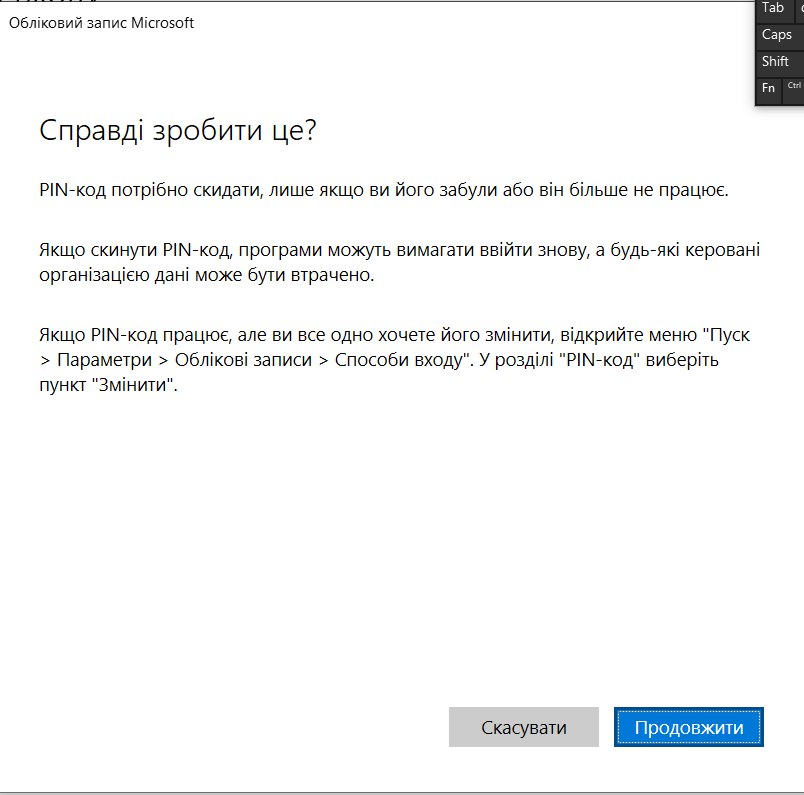 Обліковий запис Microsoft
Tab
Caps
Shift
Fn Ctrl
Справді зробити це?
PIN-код потрібно скидати, лише якщо ви його забули або він більше не працює.
Якщо скинути PIN-код, програми можуть вимагати ввійти знову, а будь-які керовані
організацією дані може бути втрачено.
Якщо PIN-код працює, але ви все одно хочете його змінити, відкрийте меню "Пуск
> Параметри > Облікові записи > Способи входу". У розділі "PIN-код" виберіть
пункт "Змінити".
Скасувати Продовжити